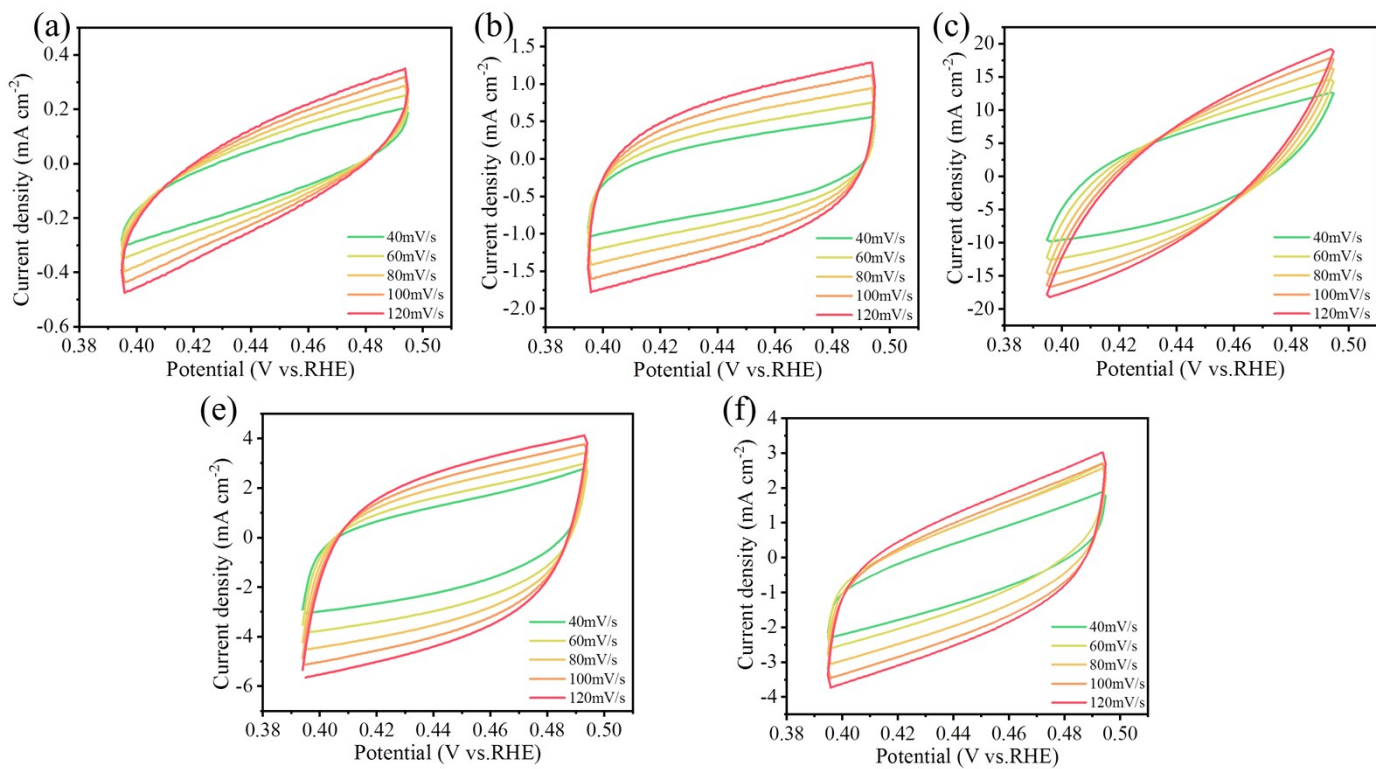 (a)
0.4
0.2
0.0
-0.2
-0.4
-0.6
Current density (mA cm-2)
40mV/s
60mV/s
80mV/s
100mV/s
120mV/s
0.38 0.40 0.42 0.44 0.46 0.48 0.50
Potential (V vs.RHE)
(b)
1.5
1.0
0.5
0.0
-0.5
-1.0
-1.5
-2.0
Current density (mA cm-2)
40mV/s
60mV/s
80mV/s
100mV/s
120mV/s
0.38 0.40 0.42 0.44 0.46 0.48 0.50
Potential (V vs.RHE)
(c)
20
15
10
5
0
-5
-10
-15
-20
Current density (mA cm-2)
40mV/s
60mV/s
80mV/s
100mV/s
120mV/s
0.38 0.40 0.42 0.44 0.46 0.48 0.50
Potential (V vs.RHE)
(e)
4
2
0
-2
-4
-6
Current density (mA cm-2)
40mV/s
60mV/s
80mV/s
100mV/s
120mV/s
0.38 0.40 0.42 0.44 0.46 0.48 0.50
Potential (V vs.RHE)
(f)
4
3
2
1
0
-1
-2
-3
-4
Current density (mA cm-2)
40mV/s
60mV/s
80mV/s
100mV/s
120mV/s
0.38 0.40 0.42 0.44 0.46 0.48 0.50
Potential (V vs.RHE)